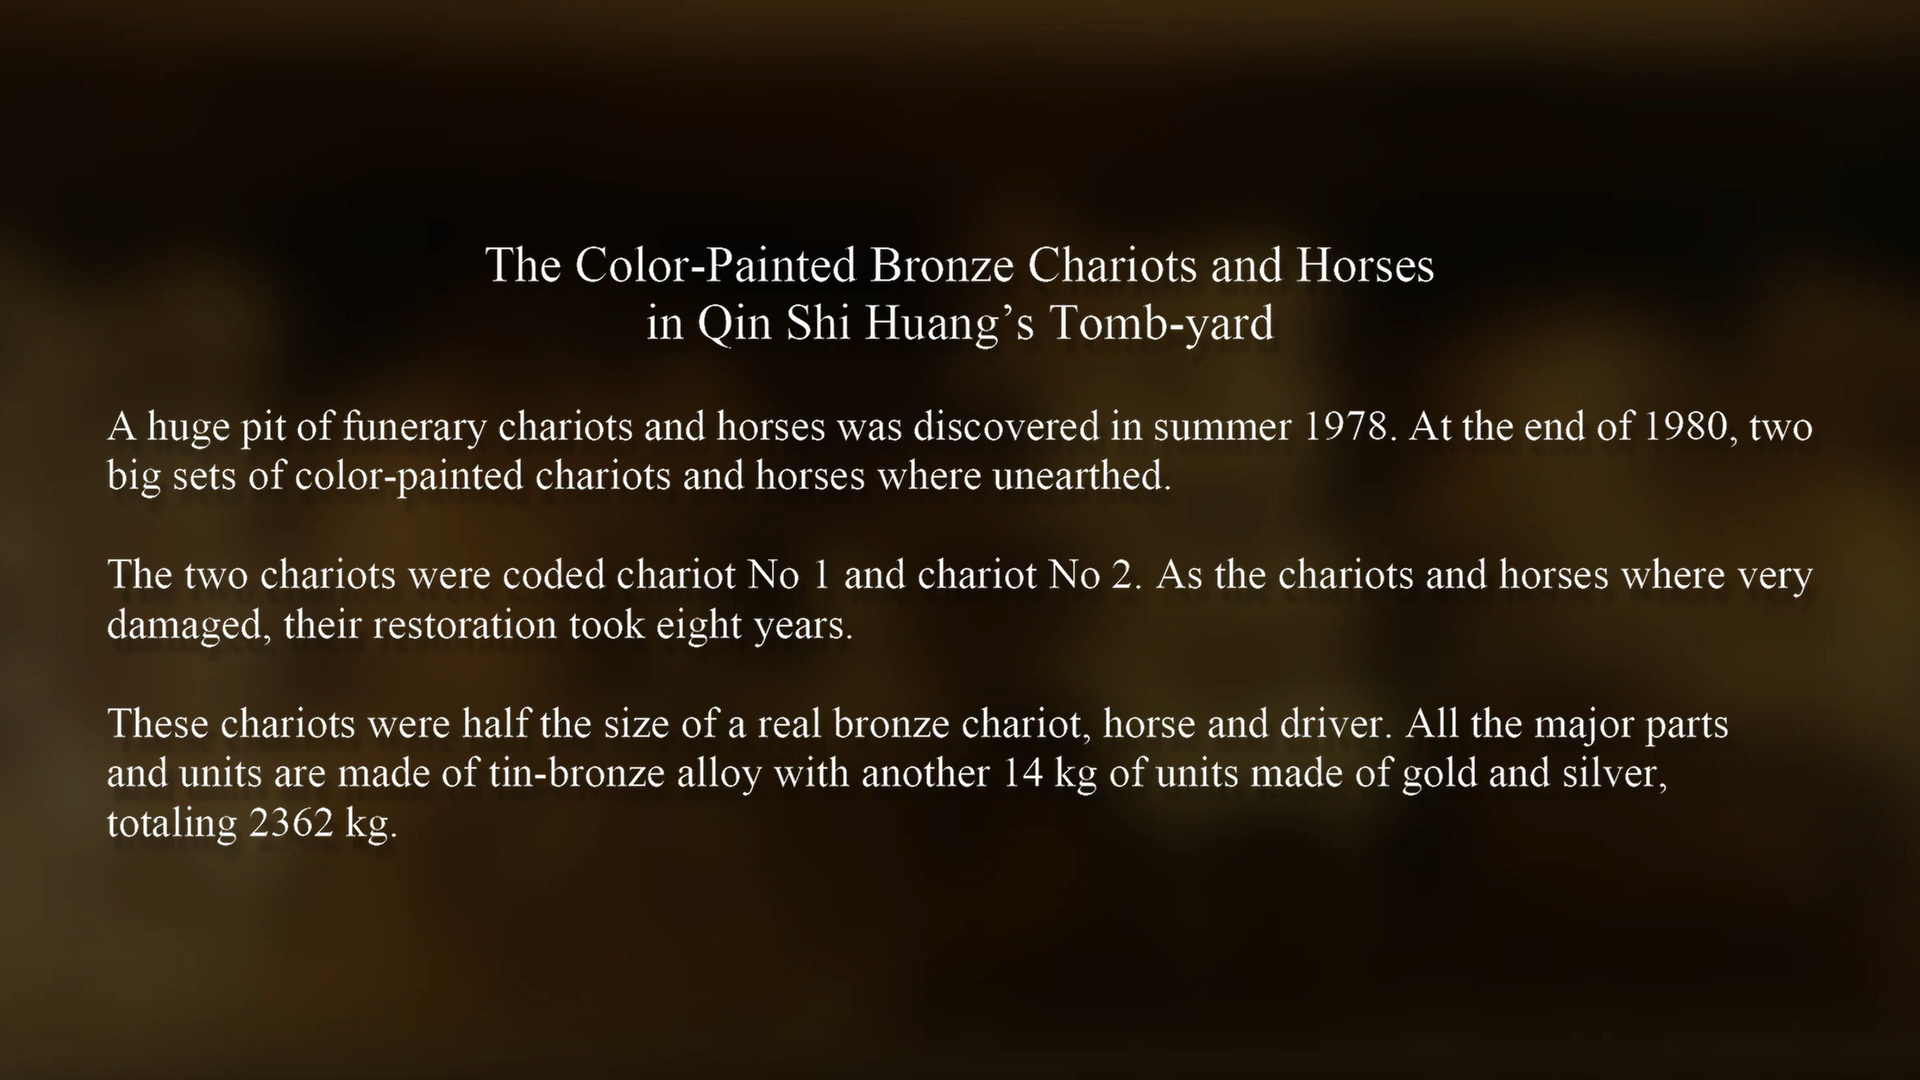 The Color-Painted Bronze Chariots and Horses
in Qin Shi Huang’s Tomb-yard
A huge pit of funerary chariots and horses was discovered in summer 1978. At the end of 1980, two
big sets of color-painted chariots and horses where unearthed.
The two chariots were coded chariot No 1 and chariot No 2. As the chariots and horses where very
damaged, their restoration took eight years.
These chariots were half the size of a real bronze chariot, horse and driver. All the major parts
and units are made of tin-bronze alloy with another 14 kg of units made of gold and silver,
totaling 2362 kg.